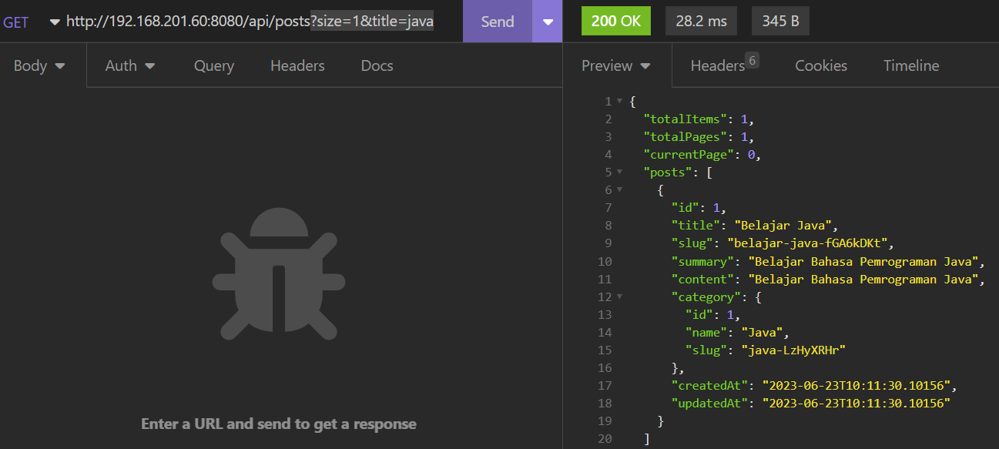 GET http://192.168.201.60:8080/api/posts?size=1&title=java Send 200 OK 28.2 ms 345 B
Body Auth Query Headers Docs
Enter a URL and send to get a response
Preview Headers 6 Cookies Timeline
1 {
2 "totalItems": 1,
3 "totalPages": 1,
4 "currentPage": 0,
5 "posts": [
6 {
7 "id": 1,
8 "title": "Belajar Java",
9 "slug": "belajar-java-fGA6kDKt",
10 "summary": "Belajar Bahasa Pemrograman Java",
11 "content": "Belajar Bahasa Pemrograman Java",
12 "category": {
13 "id": 1,
14 "name": "Java",
15 "slug": "java-LzHyXRHr"
16 },
17 "createdAt": "2023-06-23T10:11:30.10156",
18 "updatedAt": "2023-06-23T10:11:30.10156"
19 }
20 ]